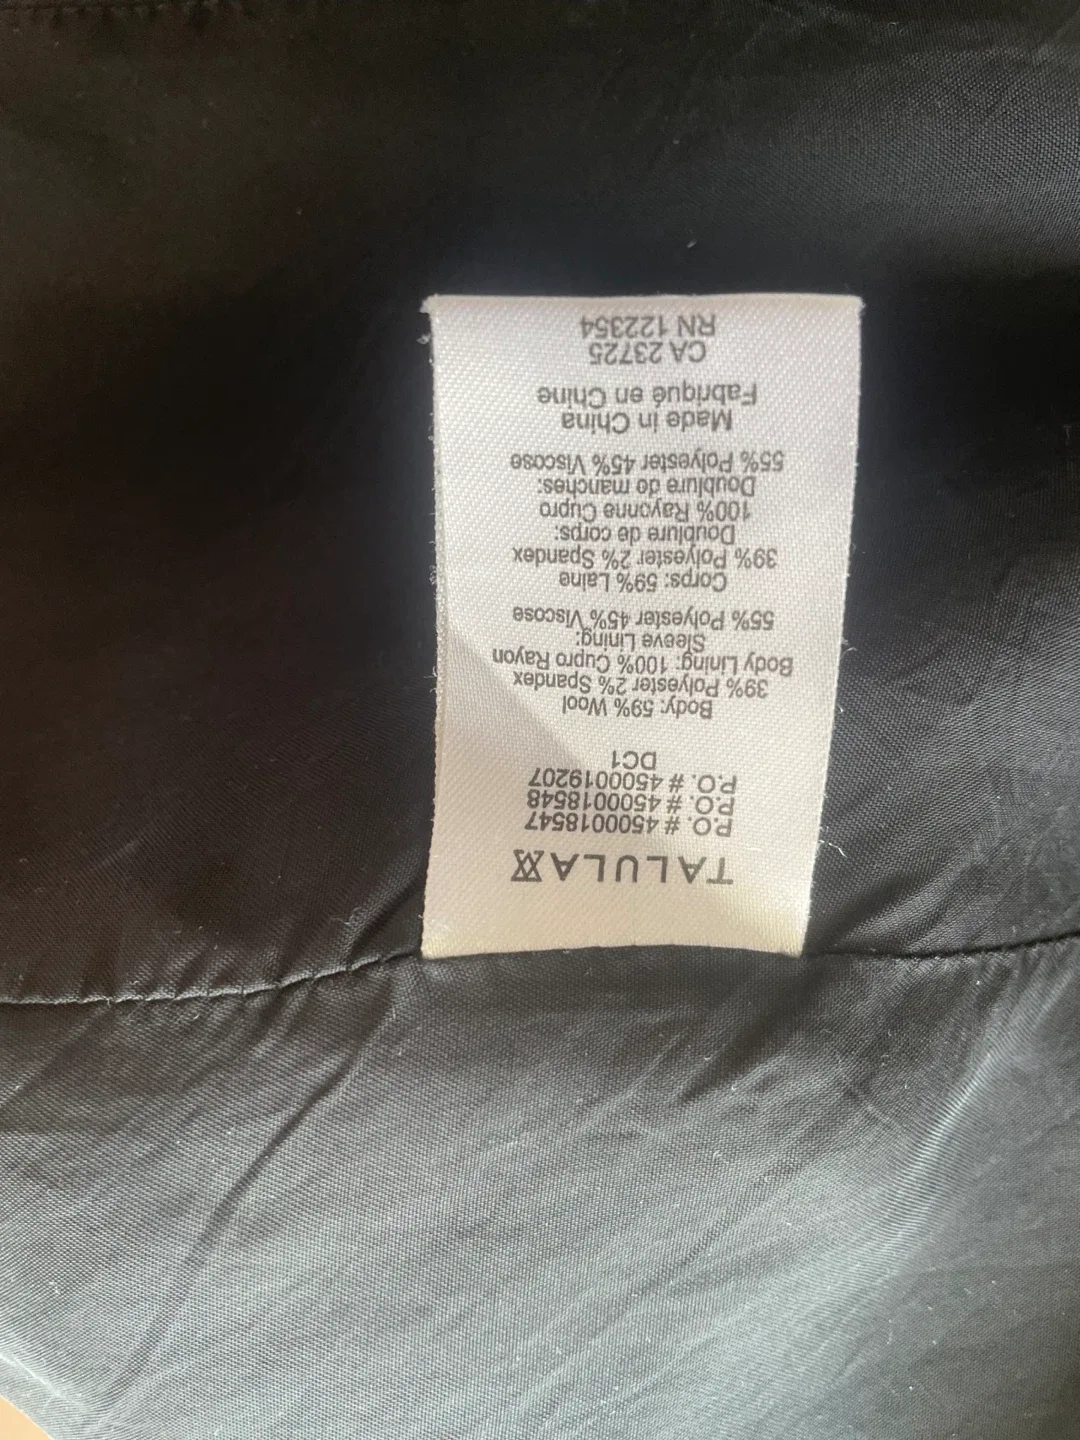 TALULA
P.O. # 4500018547
P.O. # 4500018548
P.O. # 4500019207
DC1
Body: 59% Wool
39% Polyester 2% Spandex
Body Lining: 100% Cupro Rayon
Sleeve Lining:
55% Polyester 45% Viscose
Corps: 59% Laine
39% Polyester 2% Spandex
Doublure de corps:
100% Rayonne Cupro
Doublure de manches:
55% Polyester 45% Viscose
Made in China
Fabriqué en Chine
CA 23725
RN 122354